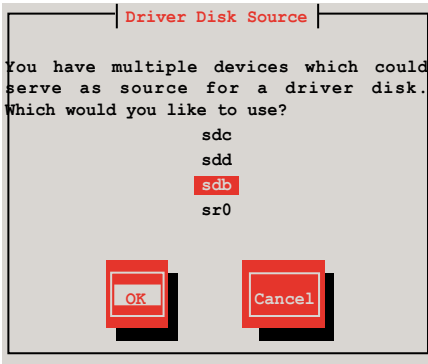 Driver Disk Source
You have multiple devices which could
serve as source for a driver disk.
Which would you like to use?
sdc
sdd
sdb
sr0
OK Cancel